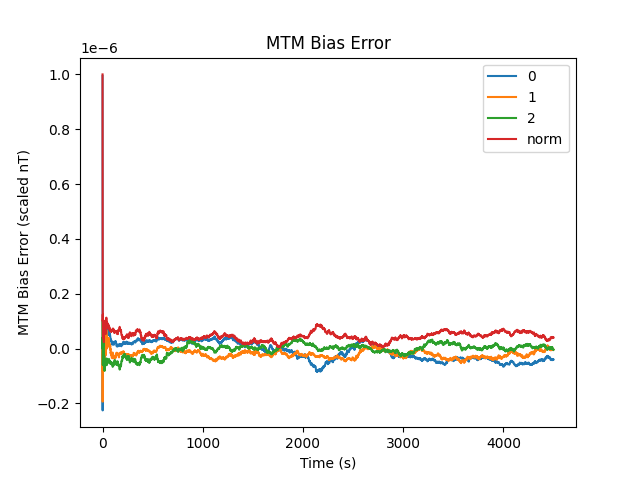 MTM Bias Error
1e−6
1.0
0.8
0.6
0.4
0.2
0.0
−0.2
MTM Bias Error (scaled nT)
0
1
2
norm
0 1000 2000 3000 4000
Time (s)